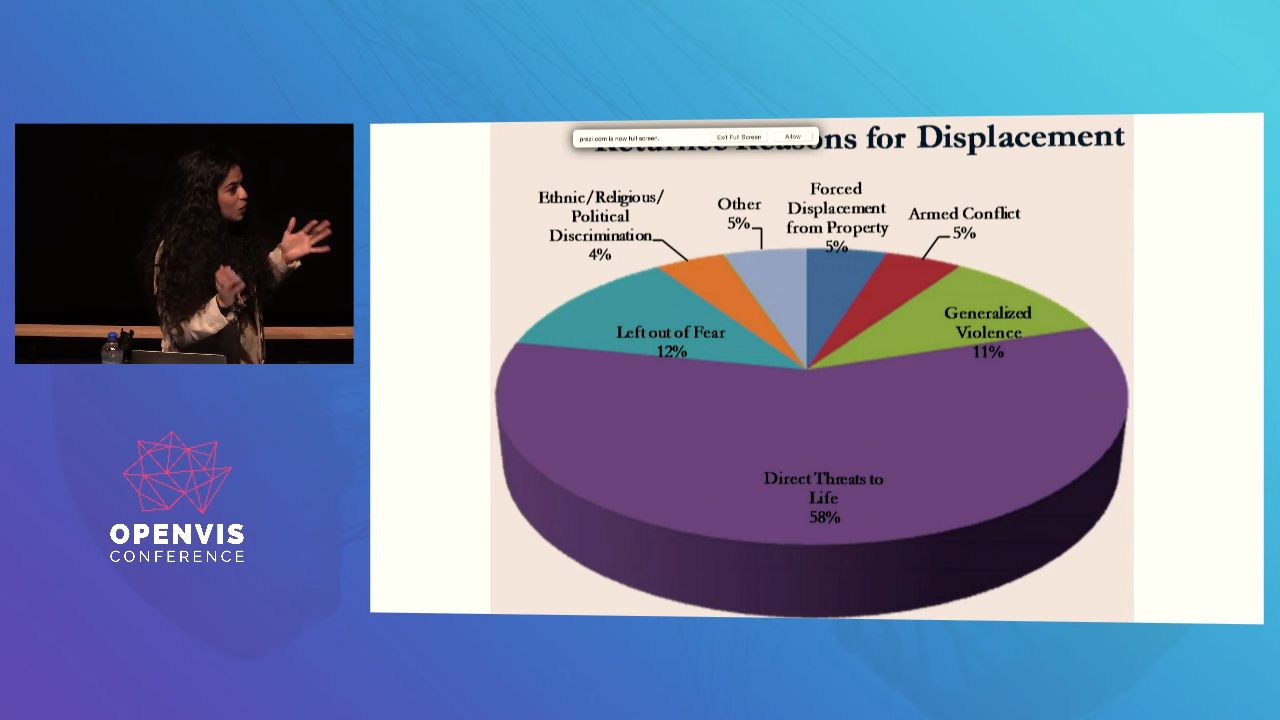 prezi.com is now full screen.
Exit Full Screen
Allow
Returnee Reasons for Displacement
Ethnic/Religious/
Political
Discrimination
4%
Other
5%
Forced
Displacement
from Property
5%
Armed Conflict
5%
Left out of Fear
12%
Generalized
Violence
11%
Direct Threats to
Life
58%
OPENVIS
CONFERENCE